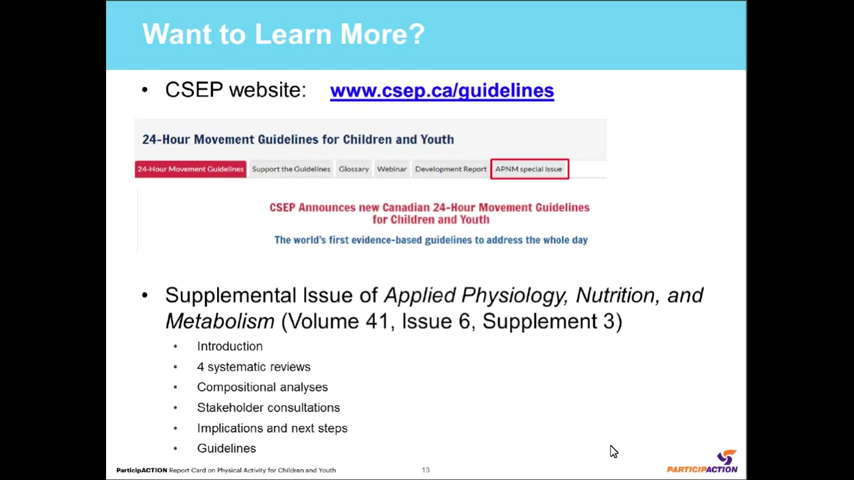 Want to Learn More?
• CSEP website: www.csep.ca/guidelines
24-Hour Movement Guidelines for Children and Youth
24-Hour Movement Guidelines Support the Guidelines Glossary Webinar Development Report APNM special issue
CSEP Announces new Canadian 24-Hour Movement Guidelines
for Children and Youth
The world's first evidence-based guidelines to address the whole day
• Supplemental Issue of Applied Physiology, Nutrition, and
Metabolism (Volume 41, Issue 6, Supplement 3)
• Introduction
• 4 systematic reviews
• Compositional analyses
• Stakeholder consultations
• Implications and next steps
• Guidelines
ParticipACTION Report Card on Physical Activity for Children and Youth 13
PARTICIPACTION